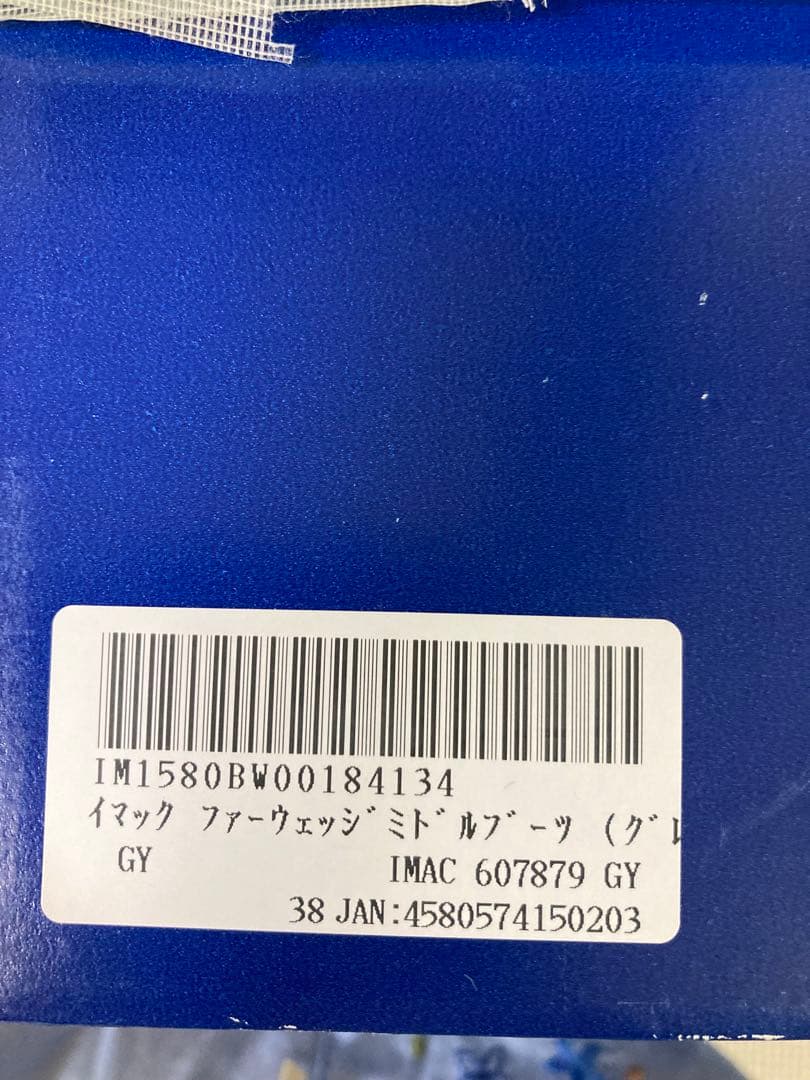 IM1580BW00184134
ｲﾏｯｸ ﾌｧｰｳｪｯｼﾞﾐﾄﾞﾙﾌﾞｰﾂ (ｸﾞﾚ
GY IMAC 607879 GY
38 JAN:4580574150203